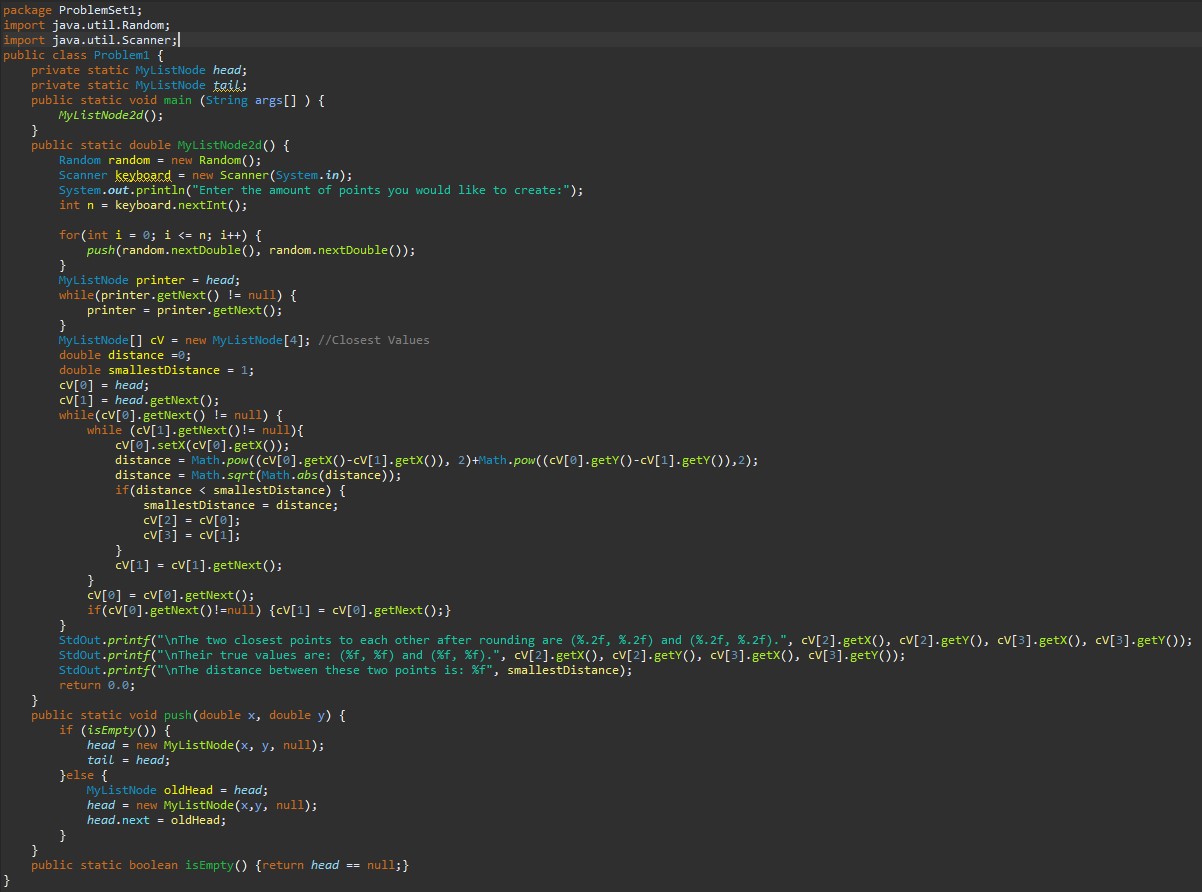 package ProblemSet1;
import java.util.Random;
import java.util.Scanner;
public class Problem1 {
    private static MyListNode head;
    private static MyListNode tail;
    public static void main (String args[] ) {
        MyListNode2d();
    }
    public static double MyListNode2d() {
        Random random = new Random();
        Scanner keyboard = new Scanner(System.in);
        System.out.println("Enter the amount of points you would like to create:");
        int n = keyboard.nextInt();

        for(int i = 0; i <= n; i++) {
            push(random.nextDouble(), random.nextDouble());
        }
        MyListNode printer = head;
        while(printer.getNext() != null) {
            printer = printer.getNext();
        }
        MyListNode[] cV = new MyListNode[4]; //Closest Values
        double distance =0;
        double smallestDistance = 1;
        cV[0] = head;
        cV[1] = head.getNext();
        while(cV[0].getNext() != null) {
            while (cV[1].getNext()!= null){
                cV[0].setX(cV[0].getX());
                distance = Math.pow((cV[0].getX()-cV[1].getX()), 2)+Math.pow((cV[0].getY()-cV[1].getY()),2);
                distance = Math.sqrt(Math.abs(distance));
                if(distance < smallestDistance) {
                    smallestDistance = distance;
                    cV[2] = cV[0];
                    cV[3] = cV[1];
                }
                cV[1] = cV[1].getNext();
            }
            cV[0] = cV[0].getNext();
            if(cV[0].getNext()!=null) {cV[1] = cV[0].getNext();}
        }
        StdOut.printf("\nThe two closest points to each other after rounding are (%.2f, %.2f) and (%.2f, %.2f).", cV[2].getX(), cV[2].getY(), cV[3].getX(), cV[3].getY());
        StdOut.printf("\nTheir true values are: (%f, %f) and (%f, %f).", cV[2].getX(), cV[2].getY(), cV[3].getX(), cV[3].getY());
        StdOut.printf("\nThe distance between these two points is: %f", smallestDistance);
        return 0.0;
    }
    public static void push(double x, double y) {
        if (isEmpty()) {
            head = new MyListNode(x, y, null);
            tail = head;
        }else {
            MyListNode oldHead = head;
            head = new MyListNode(x,y, null);
            head.next = oldHead;
        }
    }
    public static boolean isEmpty() {return head == null;}
}